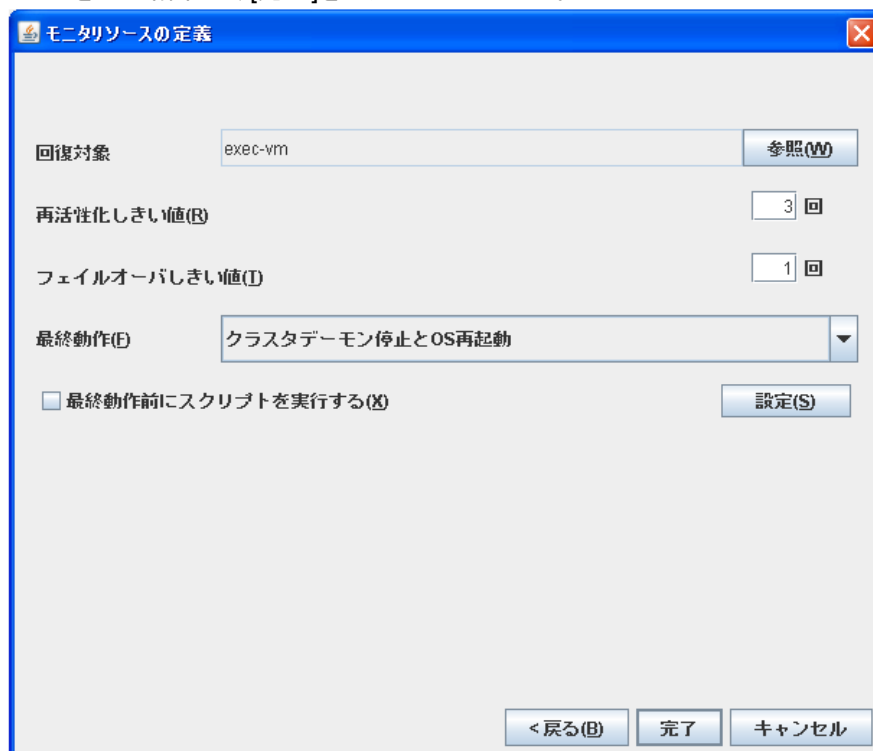 モニタリソースの定義
回復対象 exec-vm 参照(W)
再活性化しきい値(R) 3 回
フェイルオーバしきい値(T) 1 回
最終動作(F) クラスタデーモン停止とOS再起動
最終動作前にスクリプトを実行する(X) 設定(S)
<戻る(B) 完了 キャンセル